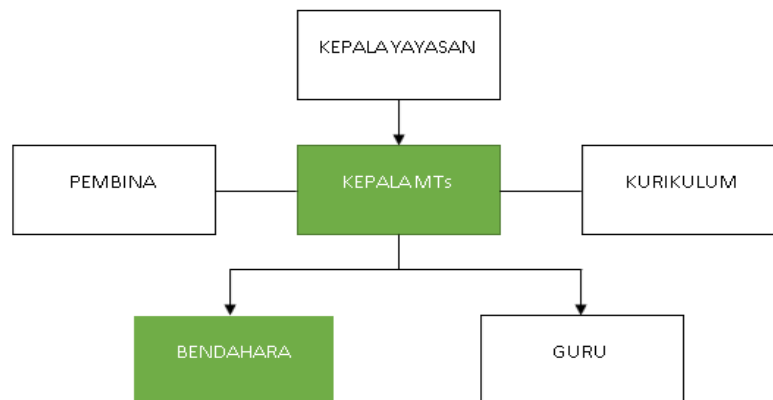 KEPALA YAYASAN
PEMBINA
KEPALA MTs
KURIKULUM
BENDAHARA
GURU